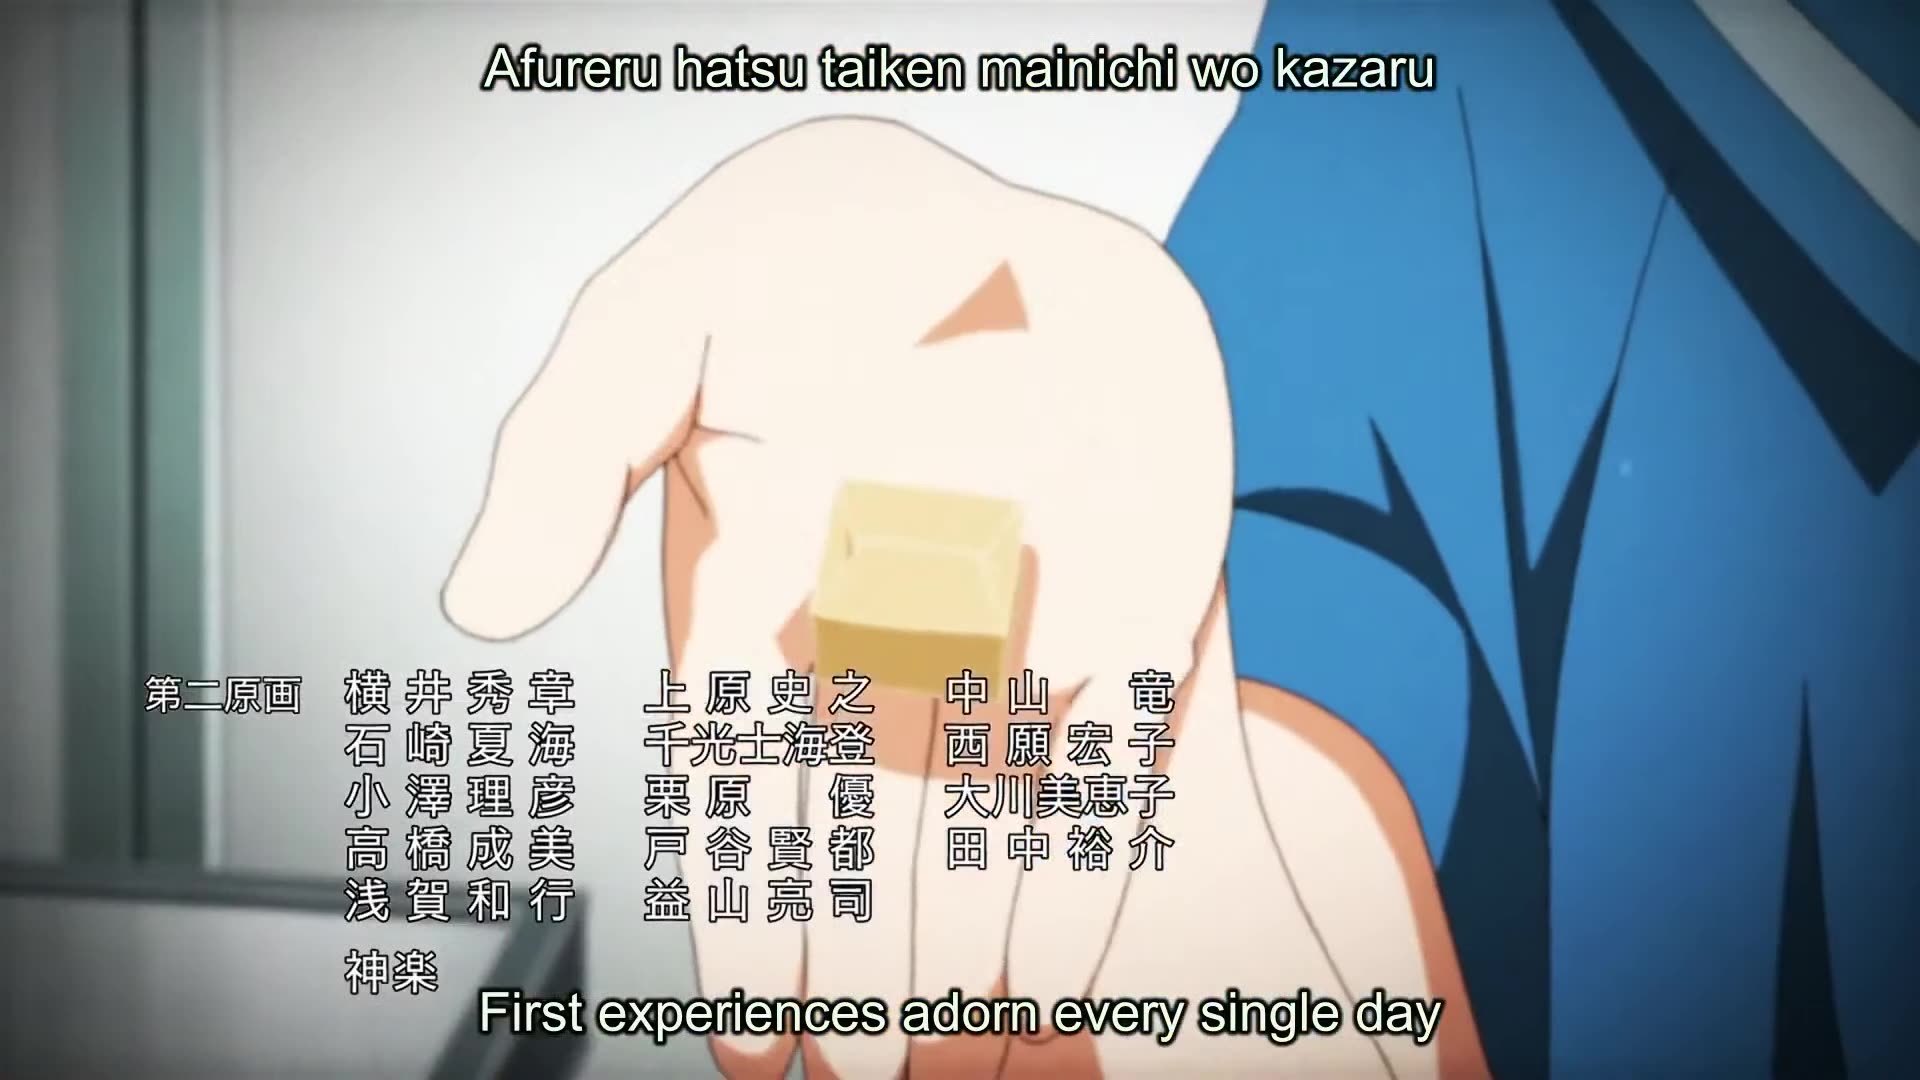 Afureru hatsu taiken mainichi wo kazaru
第二原画 横井秀章 上原史之 中山 竜
石崎夏海 千光士海登 西願宏子
小澤理彦 栗原 優 大川美恵子
高橋成美 戸谷賢都 田中裕介
浅賀和行 益山亮司
神楽
First experiences adorn every single day